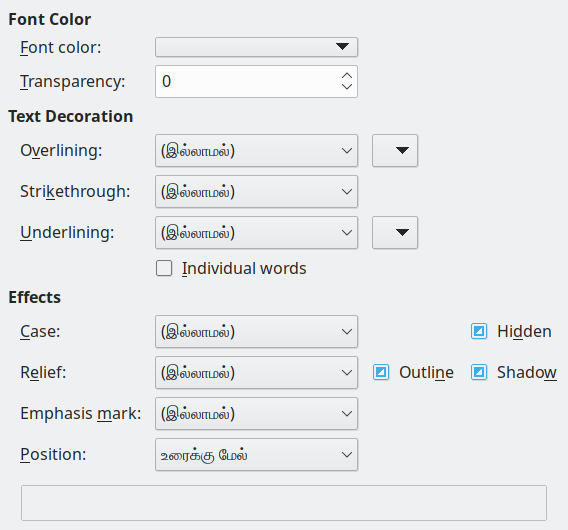 Font Color
Font color:
Transparency: 0
Text Decoration
Overlining: (இல்லாமல்)
Strikethrough: (இல்லாமல்)
Underlining: (இல்லாமல்)
Individual words
Effects
Case: (இல்லாமல்) Hidden
Relief: (இல்லாமல்) Outline Shadow
Emphasis mark: (இல்லாமல்)
Position: உரைக்கு மேல்